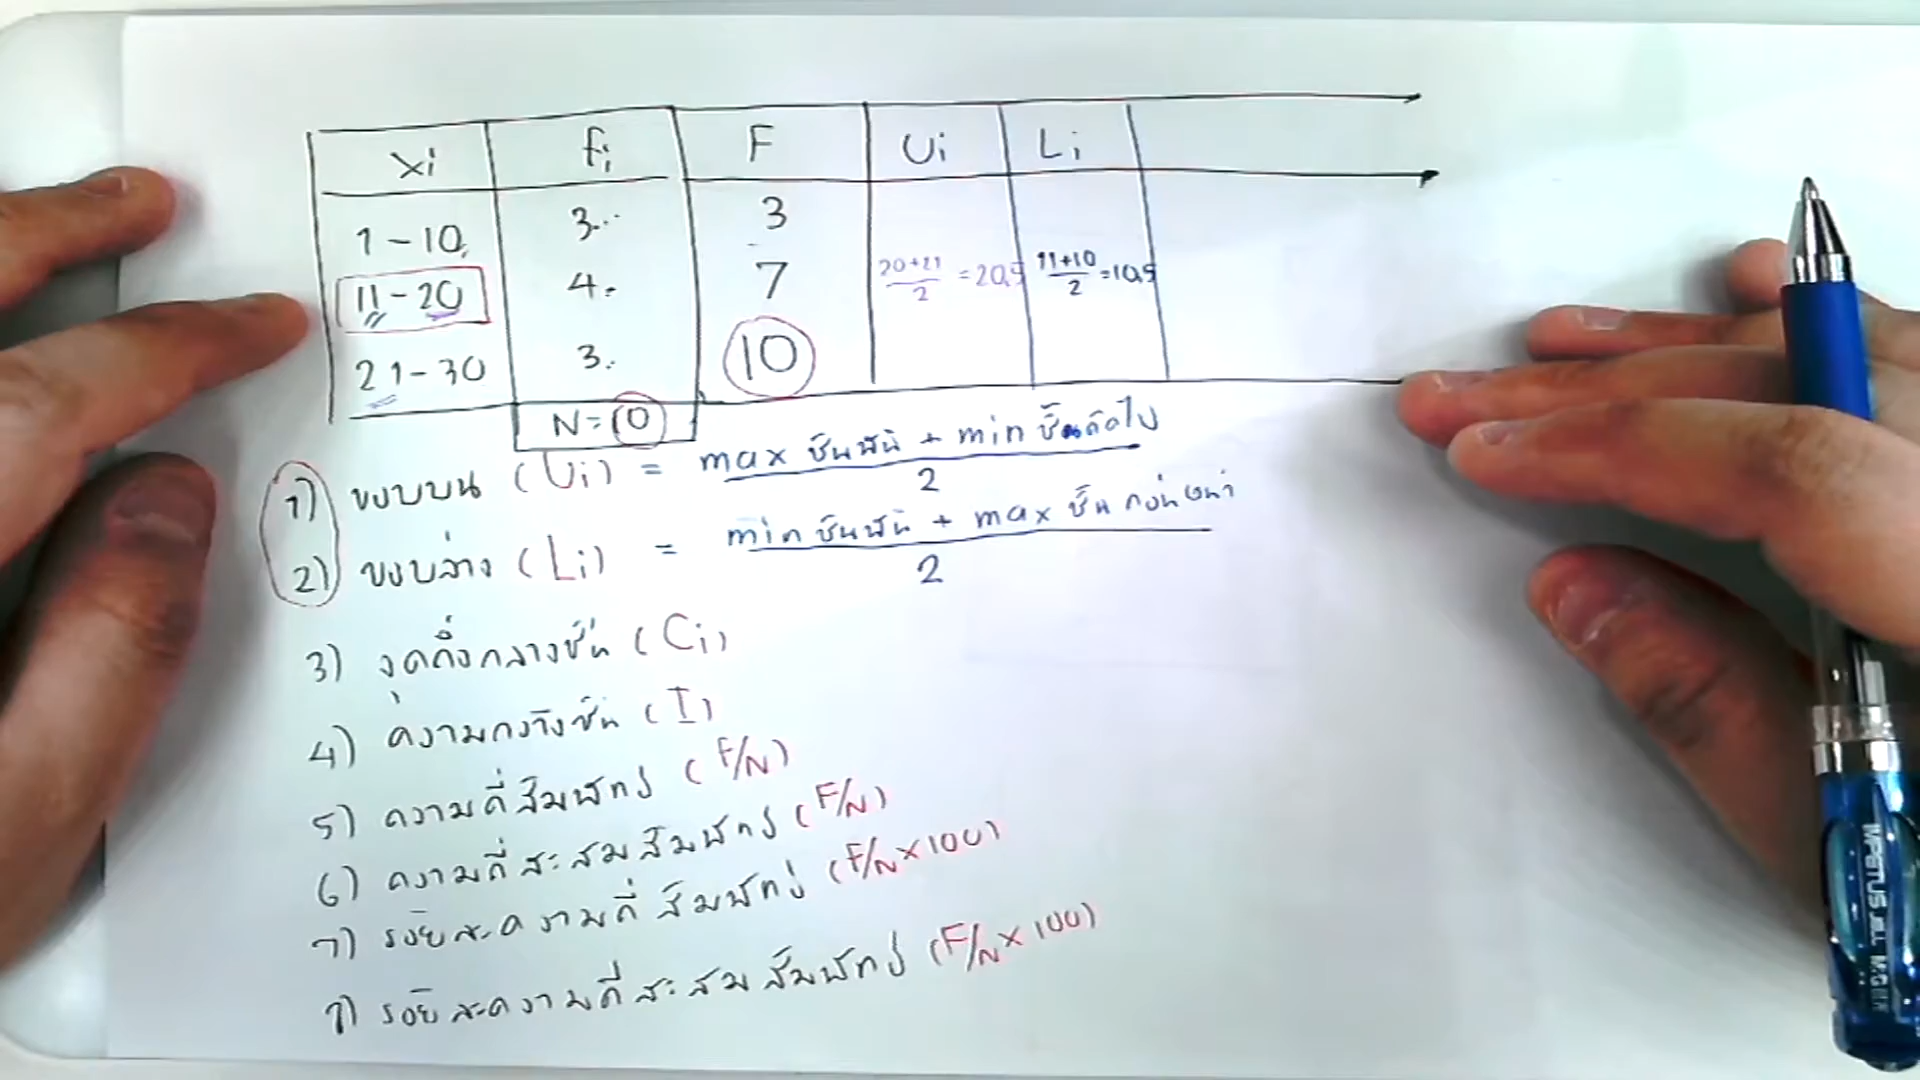 xi fi F Ui Li
1-10 3 3
11-20 4 7 20+21/2 = 20,5 11+10/2 = 10,5
21-30 3 10
N=10
1) ขอบบน (Ui) = max ชั้นนั้น + min ชั้นถัดไป / 2
2) ขอบล่าง (Li) = min ชั้นนั้น + max ชั้นก่อนหน้า / 2
3) จุดกึ่งกลางชั้น (Ci)
4) ความกว้างชั้น (I)
5) ความถี่สัมพัทธ์ (F/N)
6) ความถี่สะสมสัมพัทธ์ (F/N)
7) ร้อยละความถี่สัมพัทธ์ (F/N×100)
8) ร้อยละความถี่สะสมสัมพัทธ์ (F/N×100)